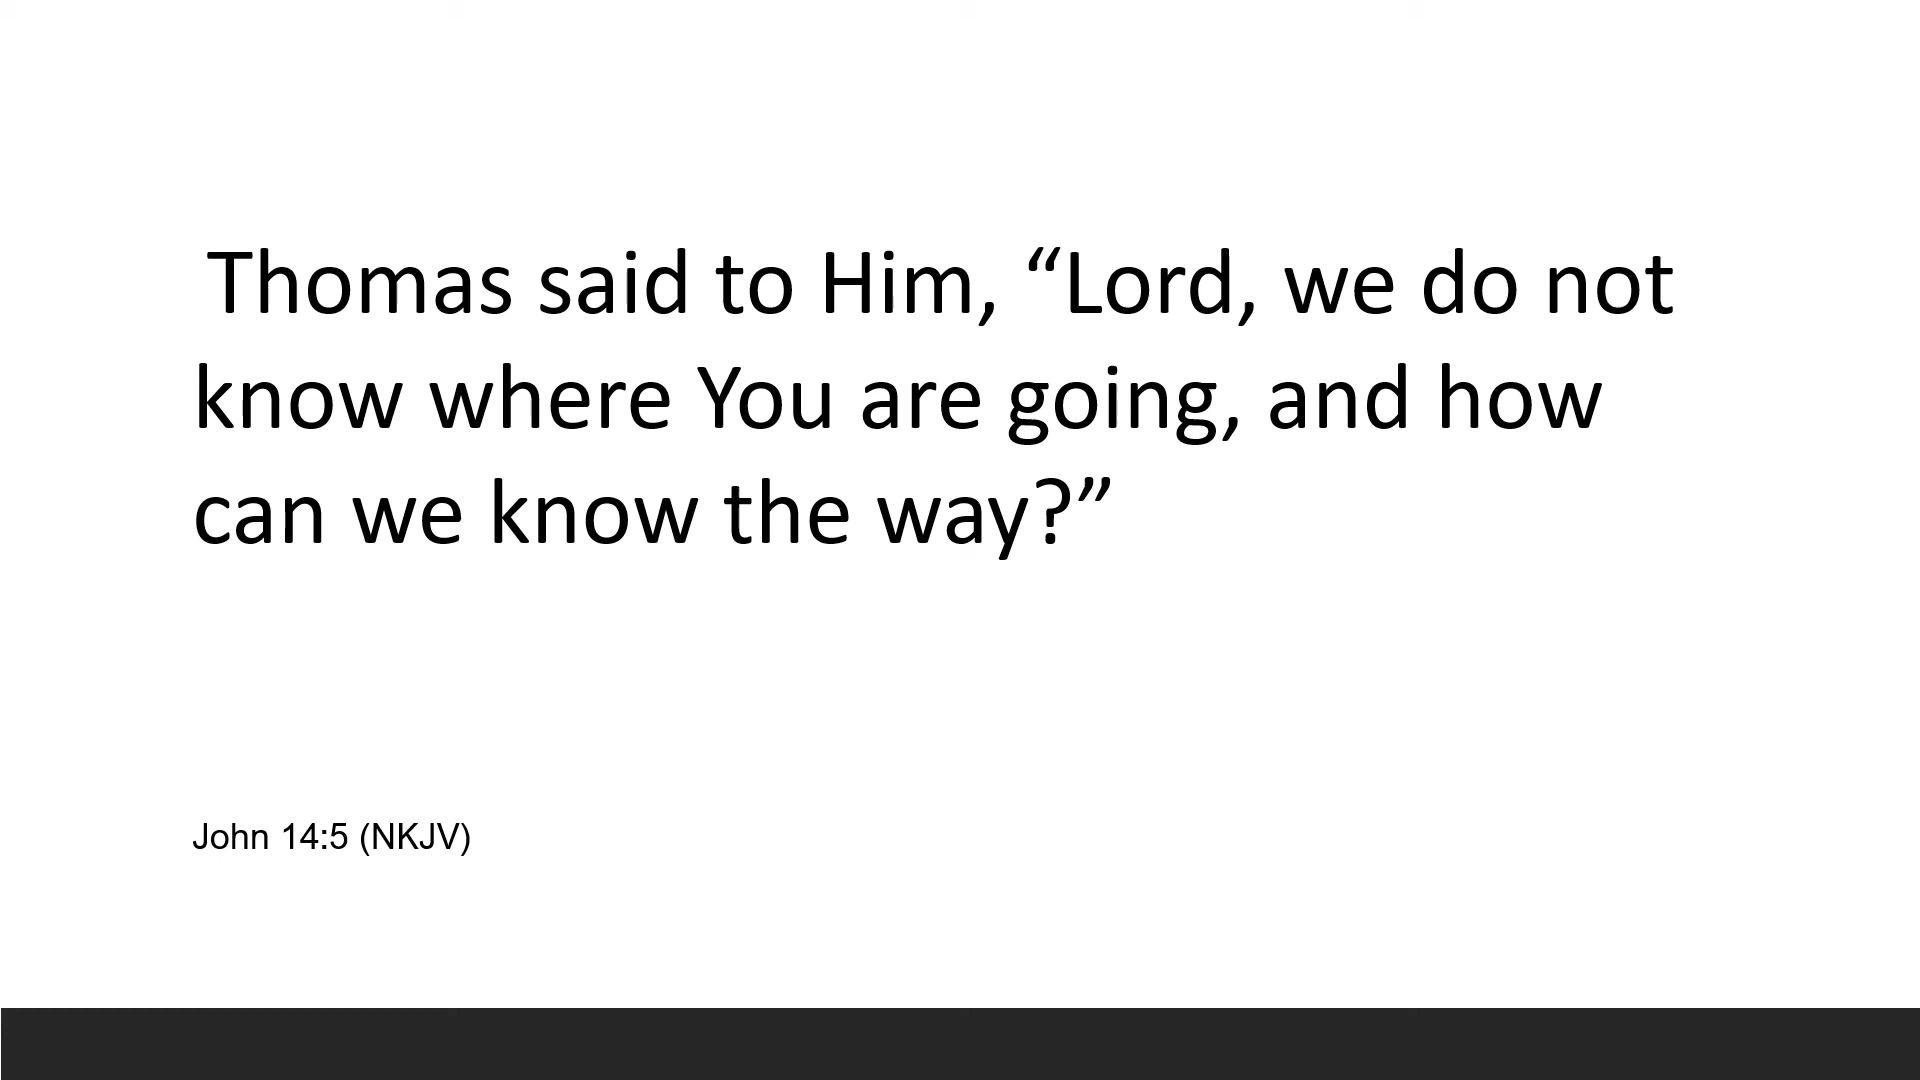 Thomas said to Him, “Lord, we do not
know where You are going, and how
can we know the way?”
John 14:5 (NKJV)